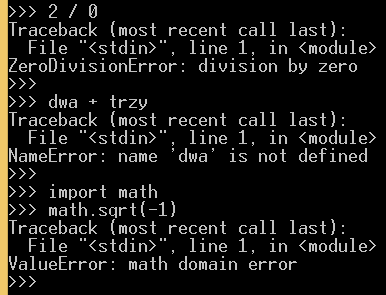 >>> 2 / 0
Traceback (most recent call last):
  File "<stdin>", line 1, in <module>
ZeroDivisionError: division by zero
>>>
>>> dwa + trzy
Traceback (most recent call last):
  File "<stdin>", line 1, in <module>
NameError: name 'dwa' is not defined
>>>
>>> import math
>>> math.sqrt(-1)
Traceback (most recent call last):
  File "<stdin>", line 1, in <module>
ValueError: math domain error
>>>